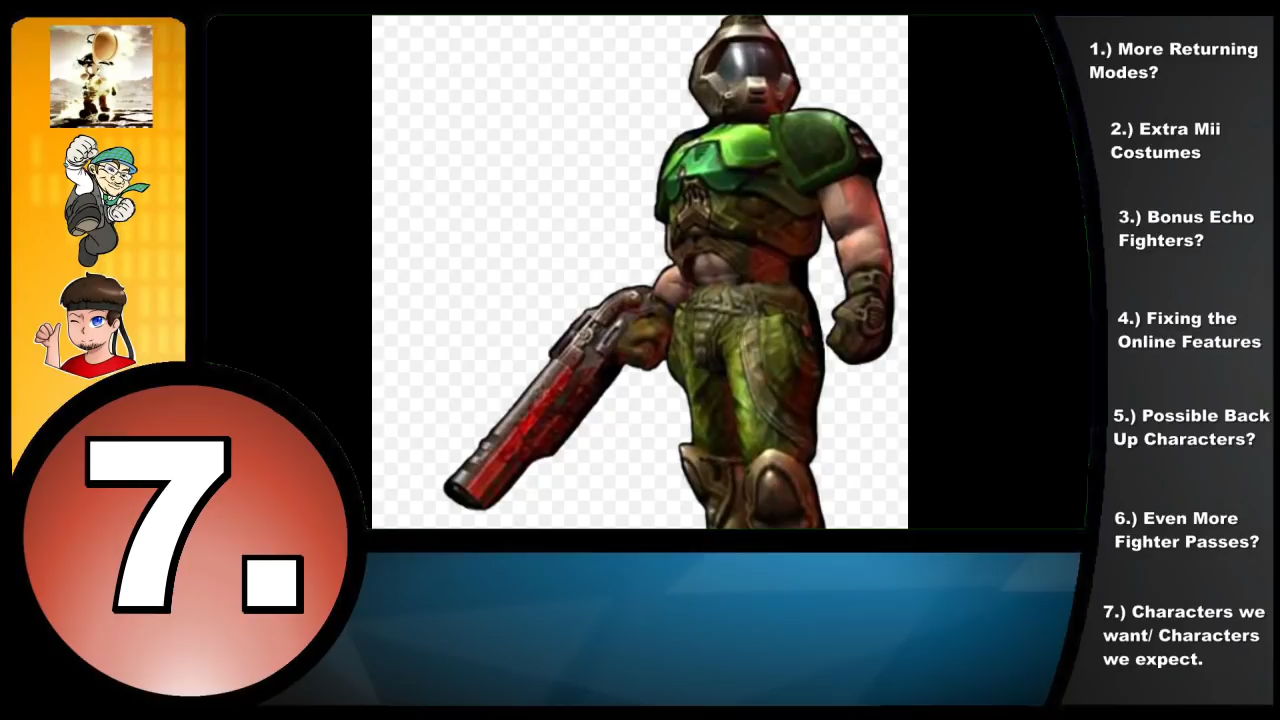 1.) More Returning
Modes?
2.) Extra Mii
Costumes
3.) Bonus Echo
Fighters?
4.) Fixing the
Online Features
5.) Possible Back
Up Characters?
6.) Even More
Fighter Passes?
7.) Characters we
want/ Characters
we expect.
7.